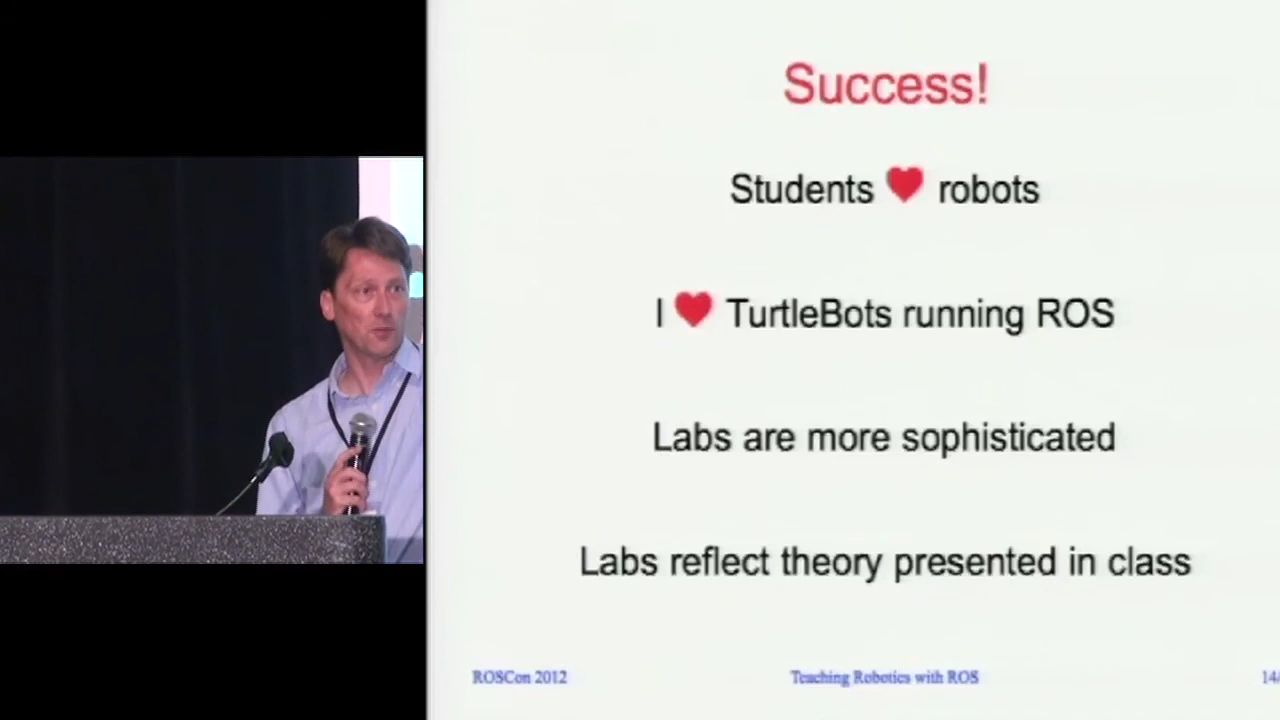 Success!
Students ❤ robots
I ❤ TurtleBots running ROS
Labs are more sophisticated
Labs reflect theory presented in class
ROSCon 2012
Teaching Robotics with ROS
14/